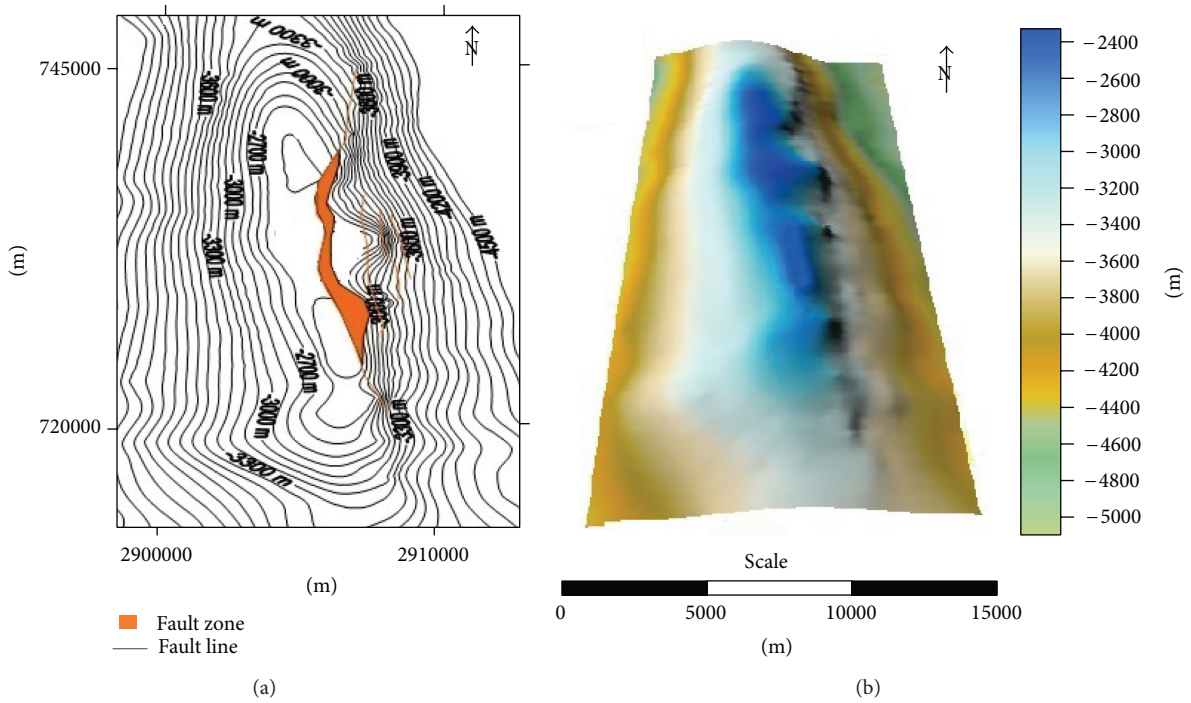 745000
720000
(m)
2900000
2910000
(m)
N
-3300 m
-3000 m
-3600 m
-2700 m
-3000 m
-3300 m
-3900 m
-4200 m
-4500 m
-2700 m
-3000 m
-3300 m
-3300 m
Fault zone
Fault line
(a)
N
−2400
−2600
−2800
−3000
−3200
−3400
−3600
−3800
−4000
−4200
−4400
−4600
−4800
−5000
(m)
Scale
0
5000
10000
15000
(m)
(b)